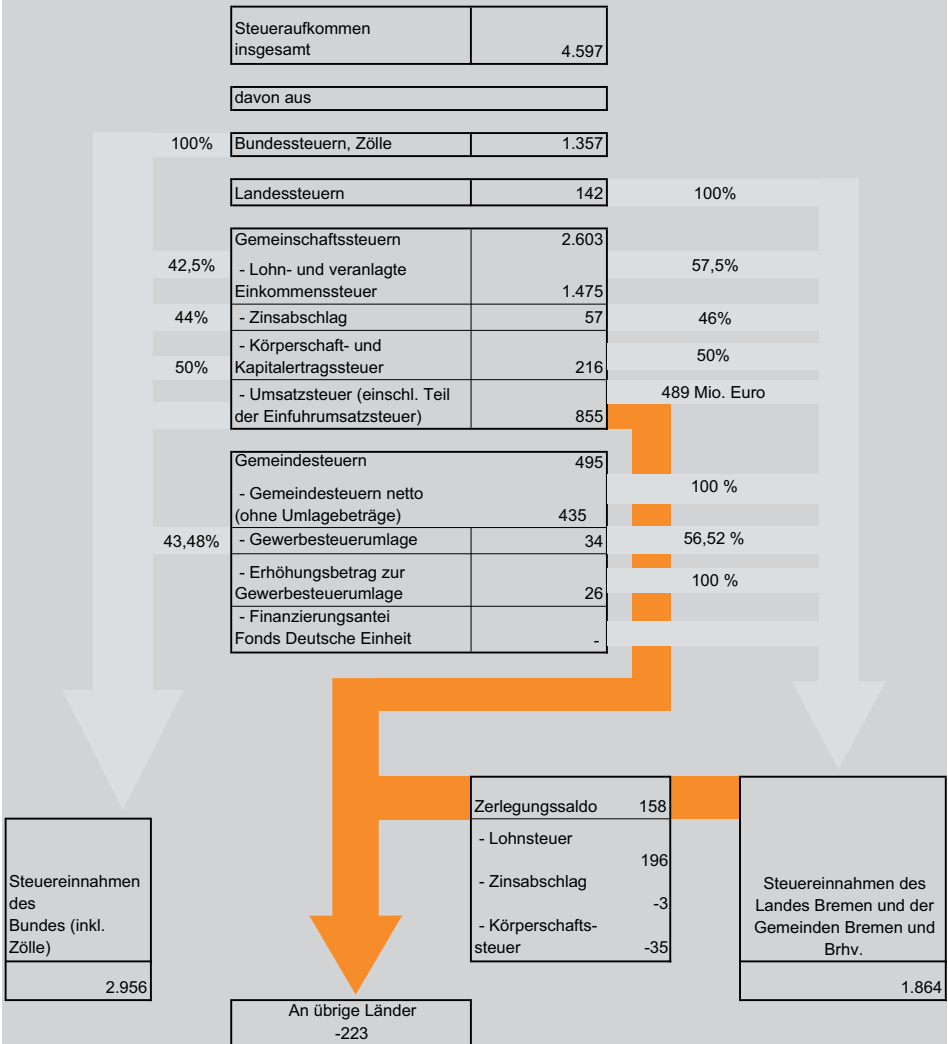 Steueraufkommen
insgesamt 4.597
davon aus
100% Bundessteuern, Zölle 1.357
Landessteuern 142 100%
Gemeinschaftssteuern 2.603
42,5% - Lohn- und veranlagte 57,5%
Einkommenssteuer 1.475
44% - Zinsabschlag 57 46%
- Körperschaft- und
50% Kapitalertragssteuer 216 50%
- Umsatzsteuer (einschl. Teil 489 Mio. Euro
der Einfuhrumsatzsteuer) 855
Gemeindesteuern 495
- Gemeindesteuern netto 100 %
(ohne Umlagebeträge) 435
43,48% - Gewerbesteuerumlage 34 56,52 %
- Erhöhungsbetrag zur 100 %
Gewerbesteuerumlage 26
- Finanzierungsantei
Fonds Deutsche Einheit -
Zerlegungssaldo 158
- Lohnsteuer
196
- Zinsabschlag
-3
- Körperschafts-
steuer -35
Steuereinnahmen
des
Bundes (inkl.
Zölle)
2.956
Steuereinnahmen des
Landes Bremen und der
Gemeinden Bremen und
Brhv.
1.864
An übrige Länder
-223